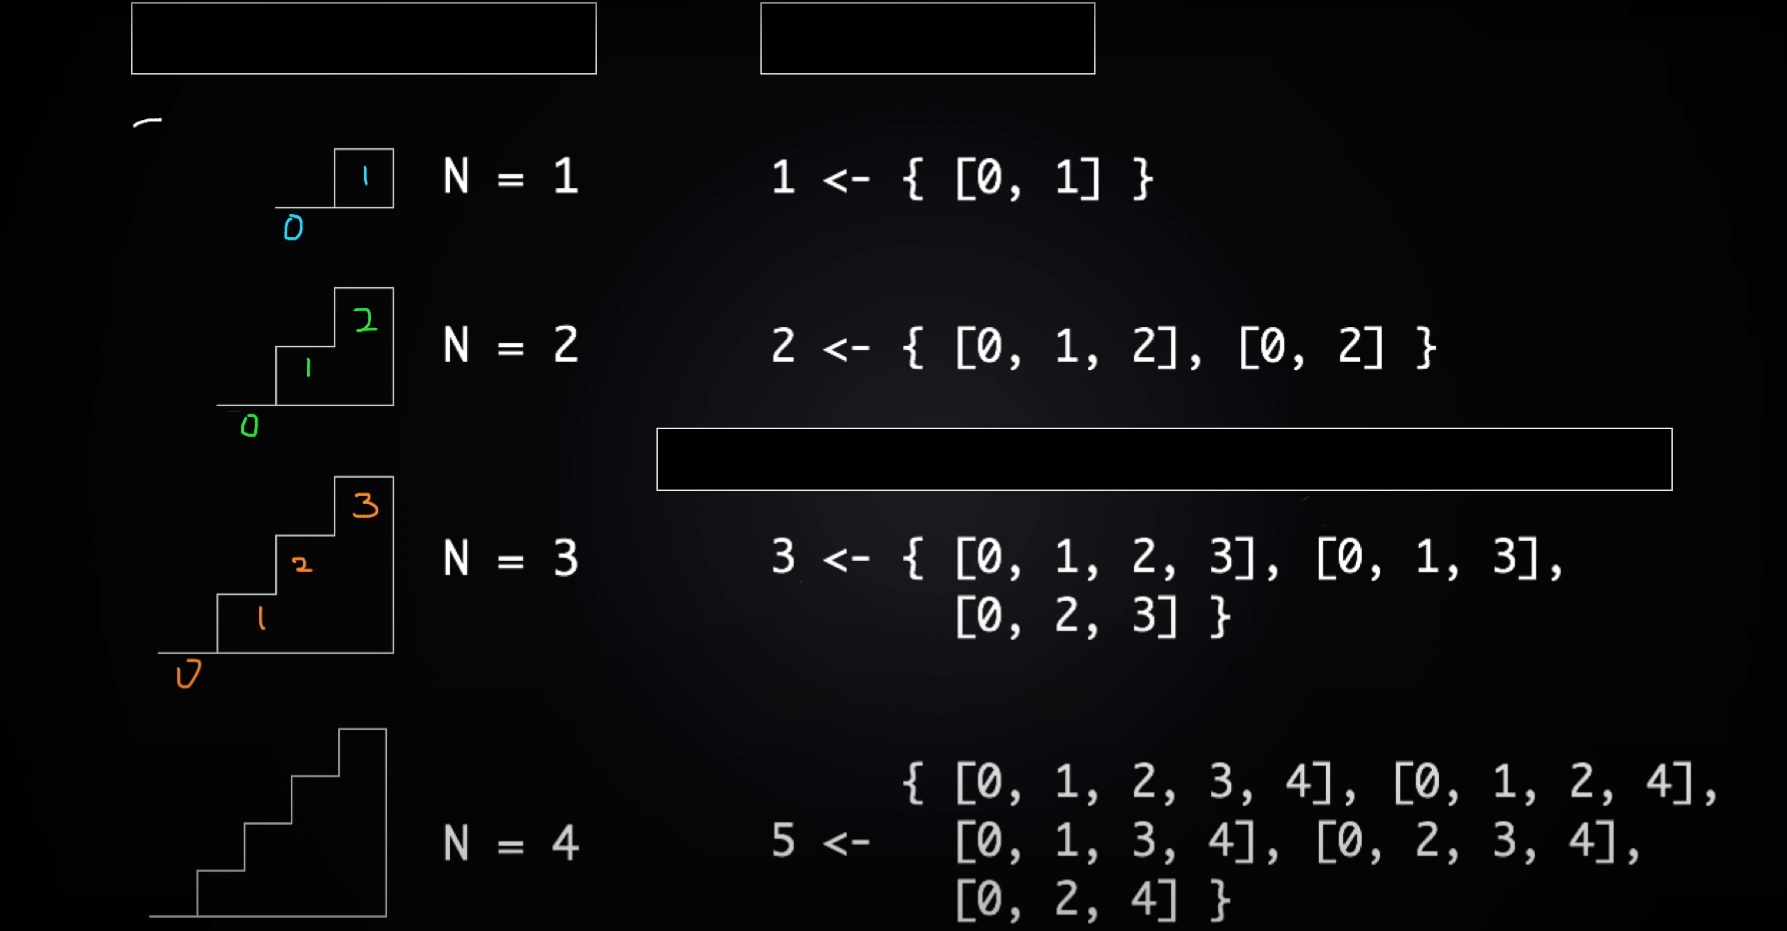 1 N = 1 1 <- { [0, 1] }
0
2
1 N = 2 2 <- { [0, 1, 2], [0, 2] }
0
3
2 N = 3 3 <- { [0, 1, 2, 3], [0, 1, 3],
1 [0, 2, 3] }
0
{ [0, 1, 2, 3, 4], [0, 1, 2, 4],
N = 4 5 <- [0, 1, 3, 4], [0, 2, 3, 4],
[0, 2, 4] }